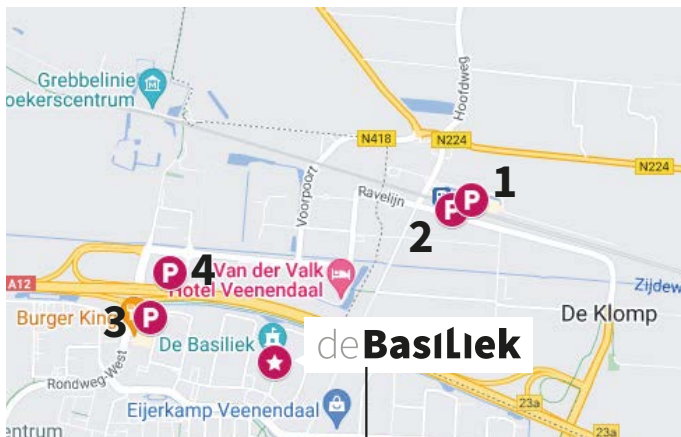 Grebbelinie
oekerscentrum
Hoofdweg
N418
N224
N224
Voorpoort
Ravelijn
P
1
P
2
P
4
Van der Valk
Hotel Veenendaal
A12
Zijdew
Burger King
3
P
De Klomp
De Basiliek
deBasiliek
Rondweg-West
Eijerkamp Veenendaal
23a
23a
entrum